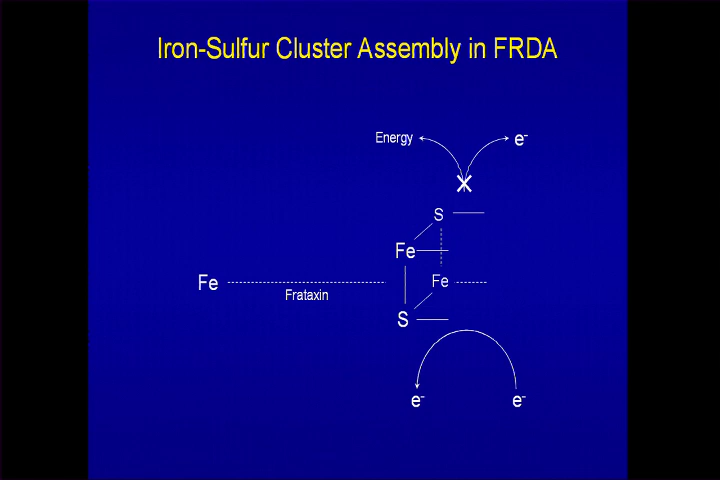 Iron-Sulfur Cluster Assembly in FRDA
Energy
e⁻
S
Fe
Fe
Fe
Frataxin
S
e⁻
e⁻